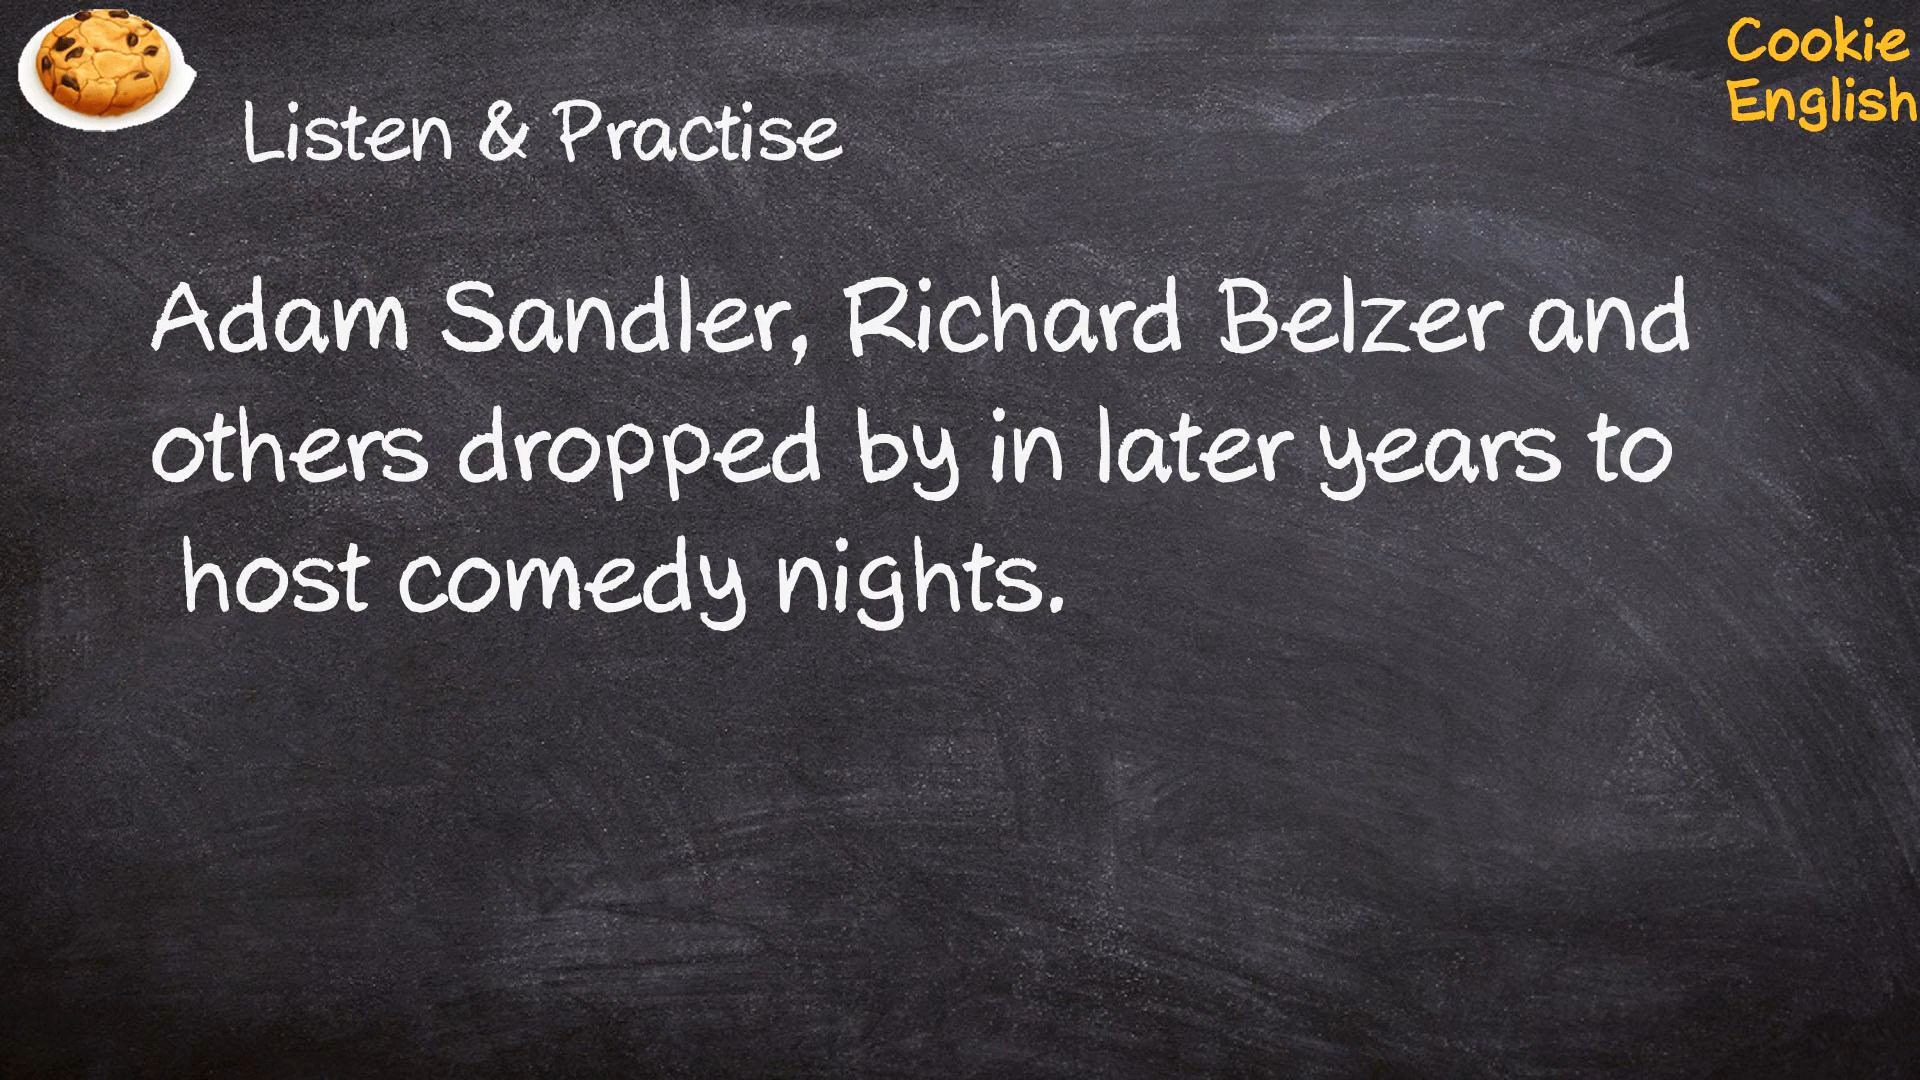 Cookie
English
Listen & Practise
Adam Sandler, Richard Belzer and
others dropped by in later years to
host comedy nights.